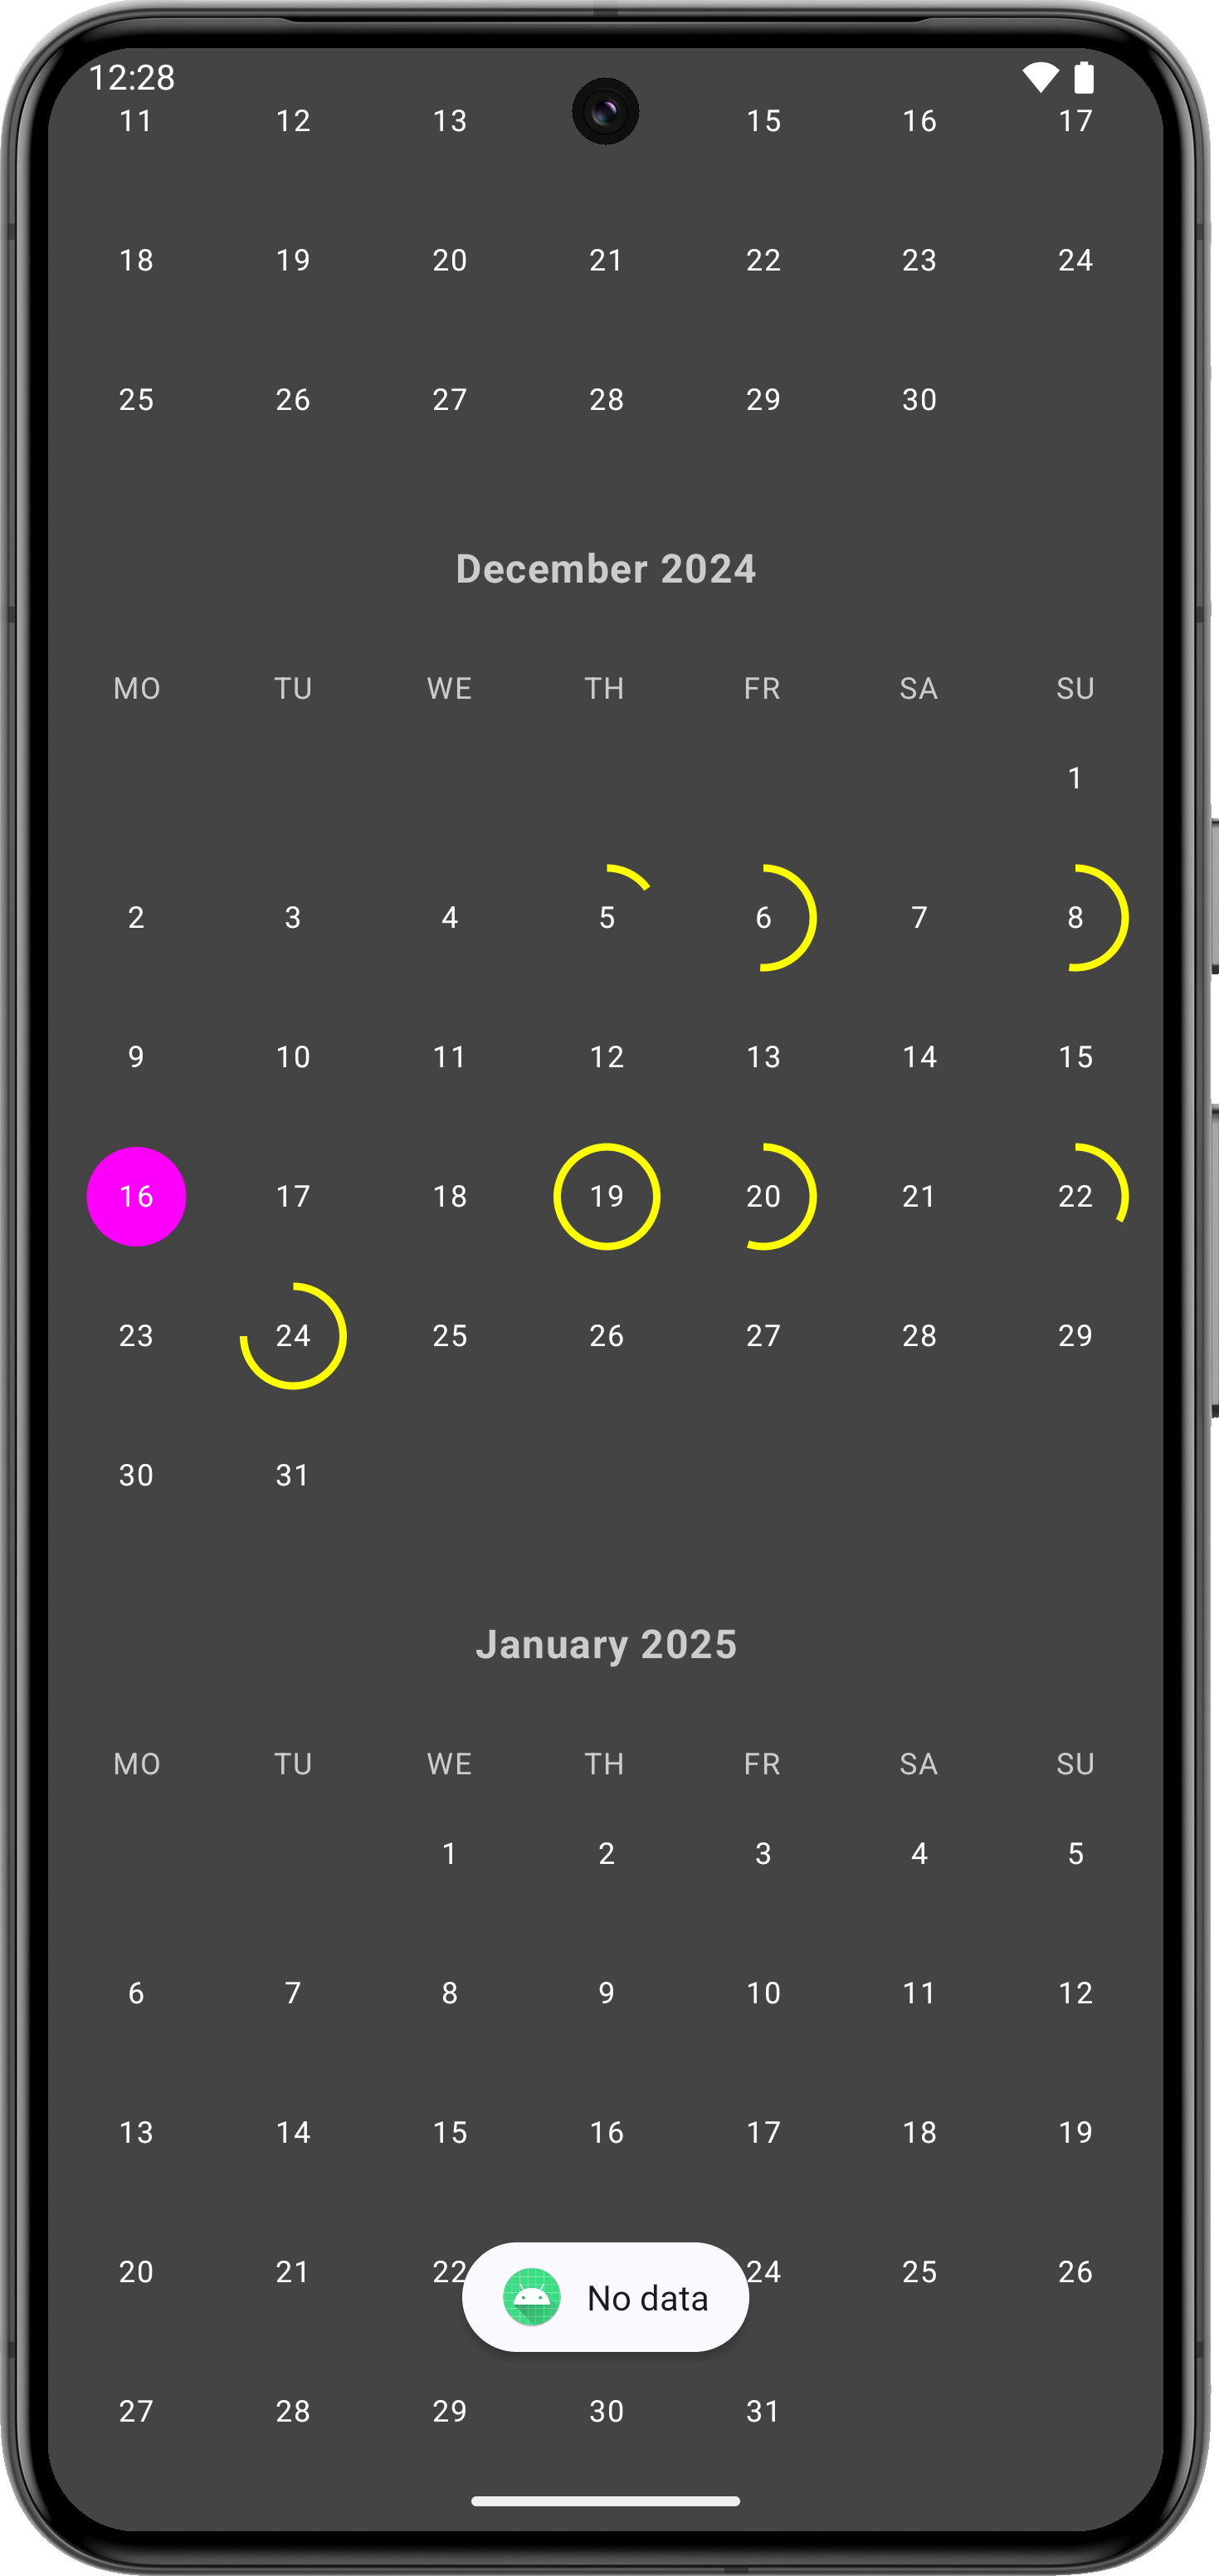 12:28
11 12 13 15 16 17
18 19 20 21 22 23 24
25 26 27 28 29 30
December 2024
MO TU WE TH FR SA SU
1
2 3 4 5 6 7 8
9 10 11 12 13 14 15
16 17 18 19 20 21 22
23 24 25 26 27 28 29
30 31
January 2025
MO TU WE TH FR SA SU
1 2 3 4 5
6 7 8 9 10 11 12
13 14 15 16 17 18 19
20 21 22 24 25 26
No data
27 28 29 30 31